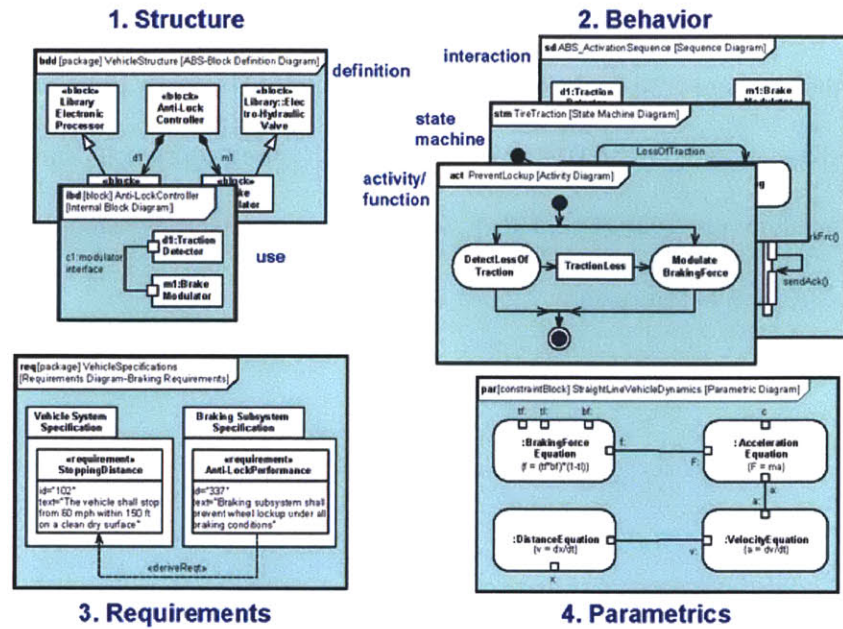 1. Structure
bdd [package] VehicleStructure [ABS-Block Definition Diagram]
definition
«block»
Library
Electronic
Processor
«block»
Anti-Lock
Controller
«block»
Library::Elec
tro-Hydraulic
Valve
d1
m1
«block»
ibd [block] Anti-LockController
[Internal Block Diagram]
use
c1:modulator
interface
d1:Traction
Detector
m1:Brake
Modulator
2. Behavior
interaction
sd ABS_ActivationSequence [Sequence Diagram]
d1:Traction
m1:Brake
state
machine
stm TireTraction [State Machine Diagram]
LossOfTraction
activity/
function
act PreventLockup [Activity Diagram]
DetectLossOf
Traction
TractionLoss
Modulate
BrakingForce
sendAck()
3. Requirements
req [package] VehicleSpecifications
[Requirements Diagram-Braking Requirements]
Vehicle System
Specification
Braking Subsystem
Specification
«requirement»
StoppingDistance
id="102"
text="The vehicle shall stop
from 60 mph within 150 ft
on a clean dry surface"
«requirement»
Anti-LockPerformance
id="337"
text="Braking subsystem shall
prevent wheel lockup under all
braking conditions"
«deriveReqt»
4. Parametrics
par [constraintBlock] StraightLineVehicleDynamics [Parametric Diagram]
tf:
tl:
bf:
c
:BrakingForce
Equation
(f = (tf*bf)*(1-tl))
f:
F:
:Acceleration
Equation
(F = ma)
a:
a:
:DistanceEquation
(v = dx/dt)
v:
:VelocityEquation
(a = dv/dt)
x: